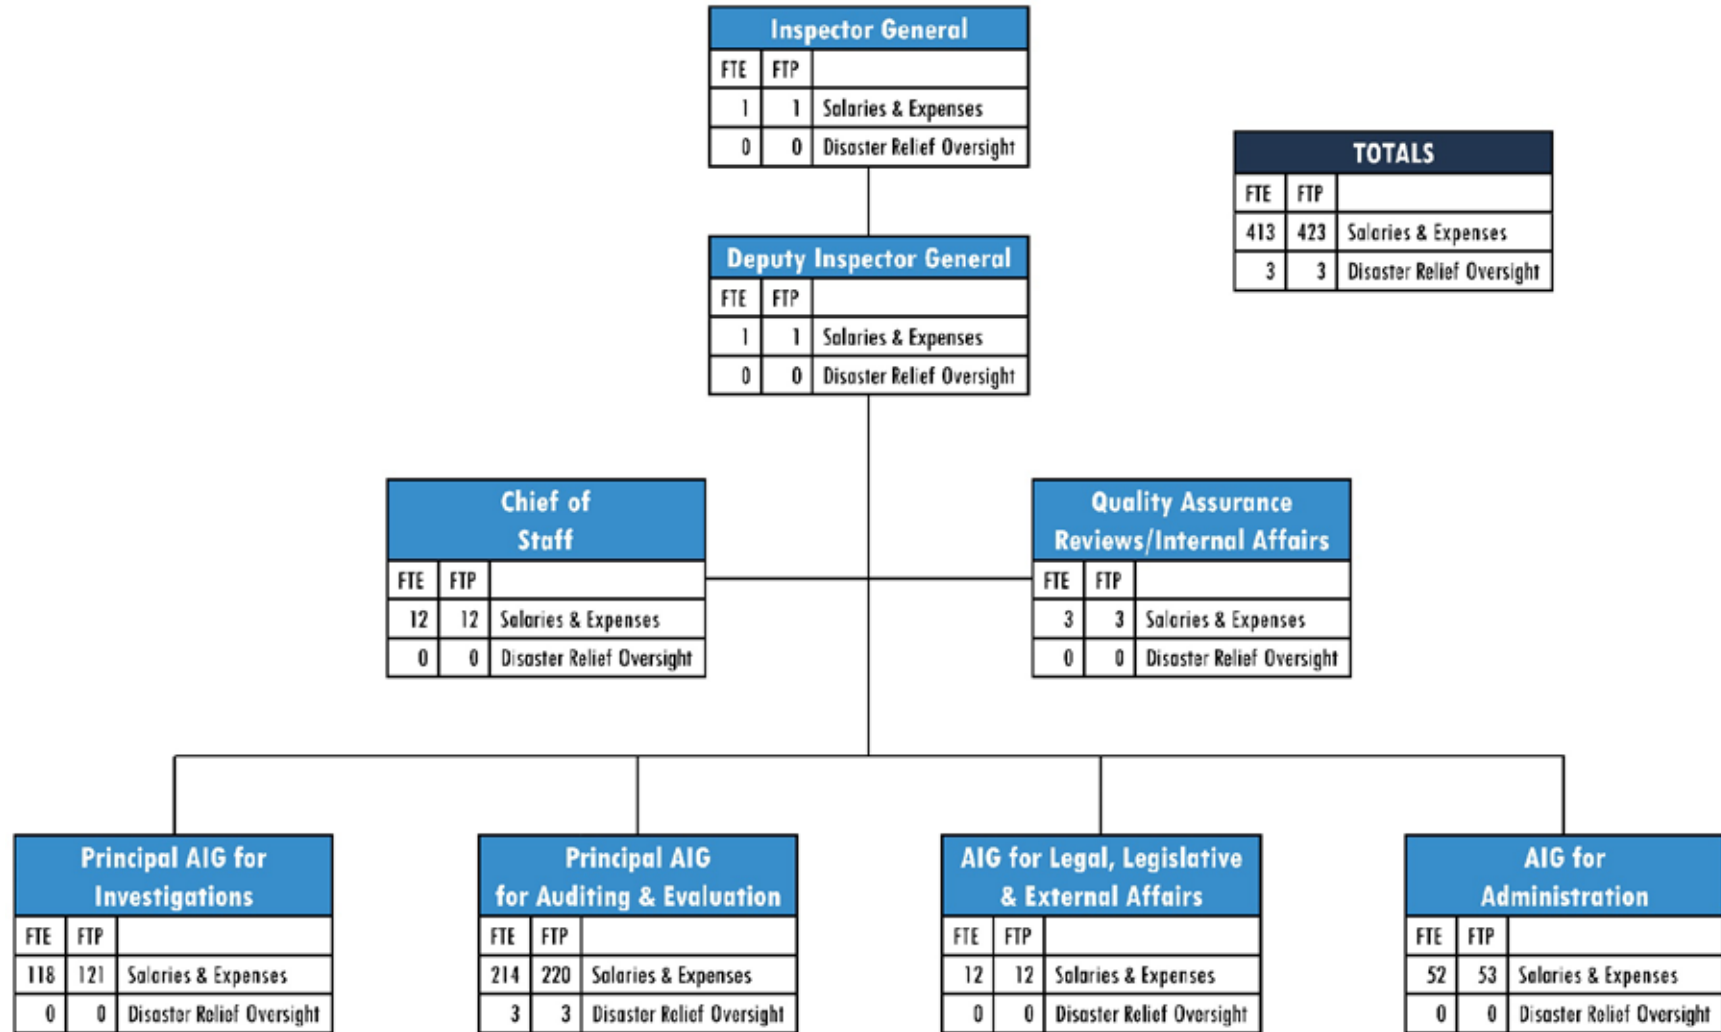 Inspector General
FTE FTP
1 1 Salaries & Expenses
0 0 Disaster Relief Oversight
TOTALS
FTE FTP
413 423 Salaries & Expenses
3 3 Disaster Relief Oversight
Deputy Inspector General
FTE FTP
1 1 Salaries & Expenses
0 0 Disaster Relief Oversight
Chief of
Staff
FTE FTP
12 12 Salaries & Expenses
0 0 Disaster Relief Oversight
Quality Assurance
Reviews/Internal Affairs
FTE FTP
3 3 Salaries & Expenses
0 0 Disaster Relief Oversight
Principal AIG for
Investigations
FTE FTP
118 121 Salaries & Expenses
0 0 Disaster Relief Oversight
Principal AIG
for Auditing & Evaluation
FTE FTP
214 220 Salaries & Expenses
3 3 Disaster Relief Oversight
AIG for Legal, Legislative
& External Affairs
FTE FTP
12 12 Salaries & Expenses
0 0 Disaster Relief Oversight
AIG for
Administration
FTE FTP
52 53 Salaries & Expenses
0 0 Disaster Relief Oversight